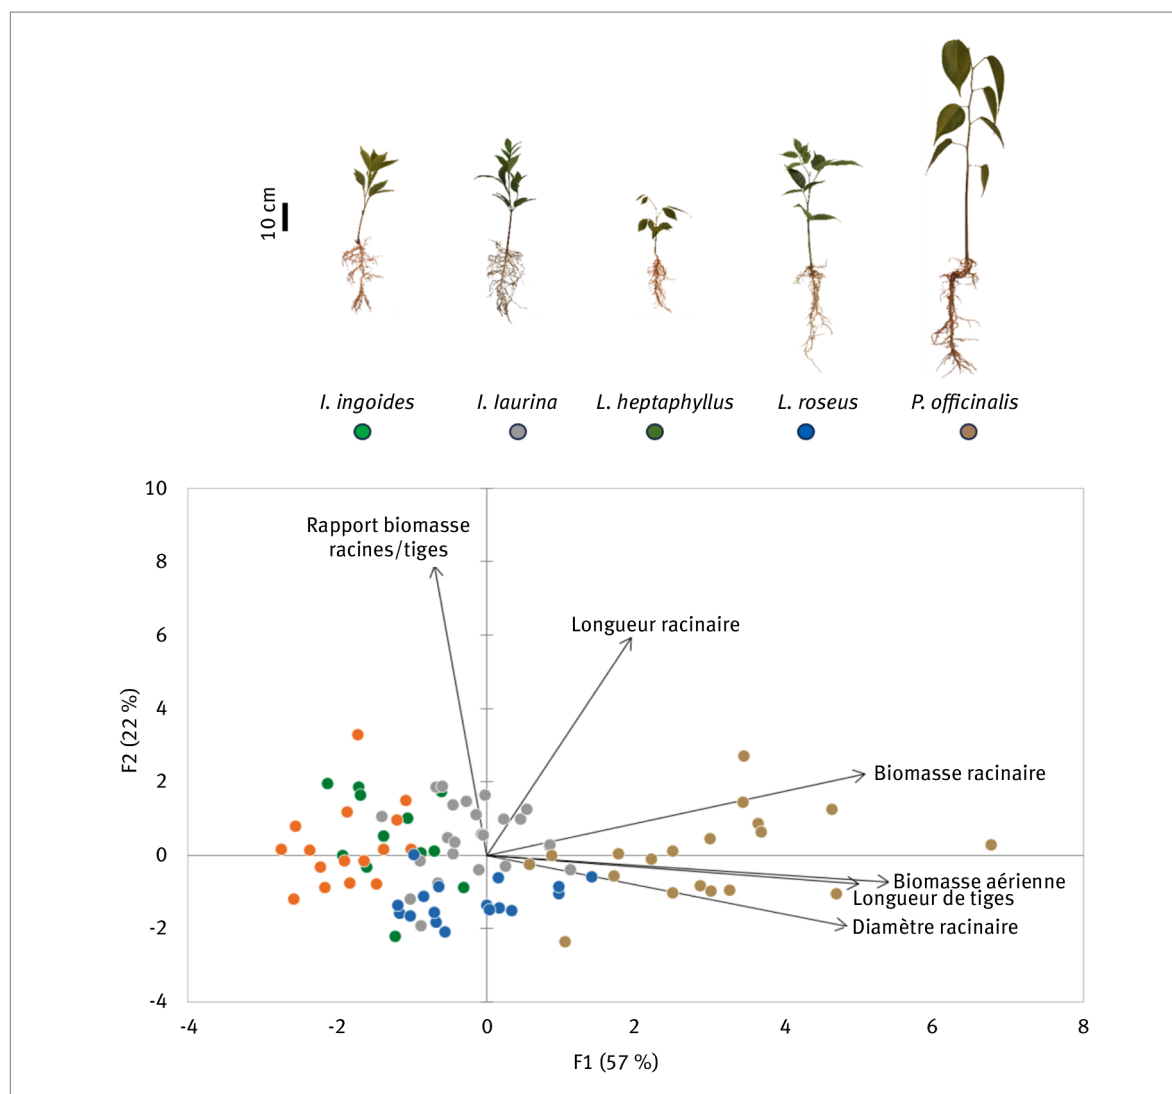 10 cm
I. ingoides
I. laurina
L. heptaphyllus
L. roseus
P. officinalis
10
8
6
4
2
0
-2
-4
F2 (22 %)
Rapport biomasse
racines/tiges
Longueur racinaire
Biomasse racinaire
Biomasse aérienne
Longueur de tiges
Diamètre racinaire
-4
-2
0
2
4
6
8
F1 (57 %)